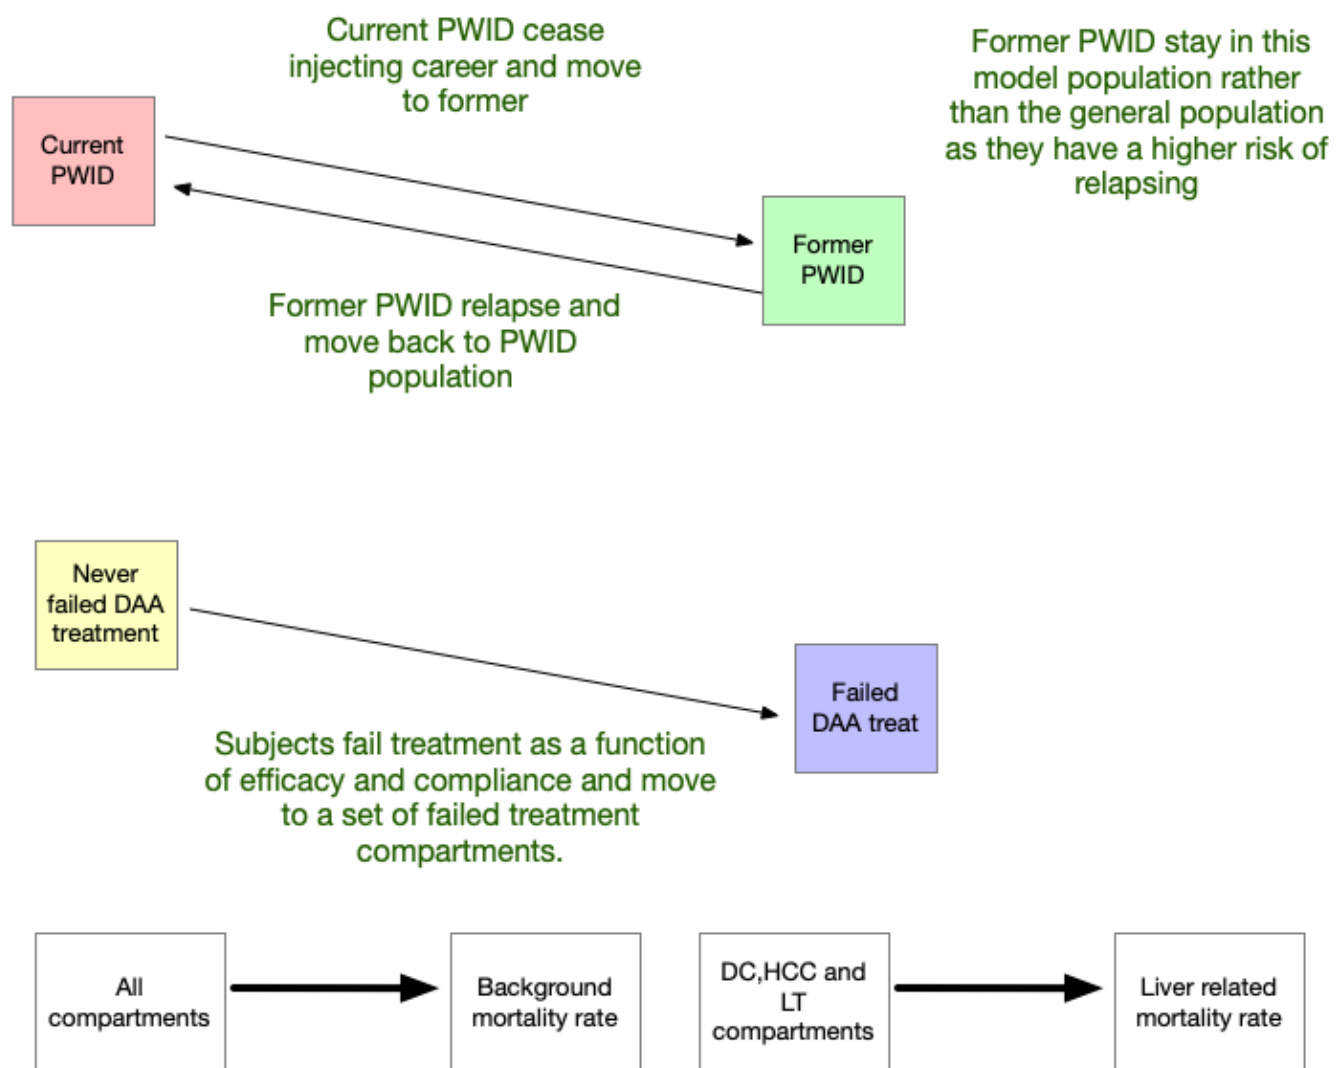 Current PWID cease
injecting career and move
to former
Former PWID stay in this
model population rather
than the general population
as they have a higher risk of
relapsing
Current
PWID
Former
PWID
Former PWID relapse and
move back to PWID
population
Never
failed DAA
treatment
Failed
DAA treat
Subjects fail treatment as a function
of efficacy and compliance and move
to a set of failed treatment
compartments.
All
compartments
Background
mortality rate
DC,HCC and
LT
compartments
Liver related
mortality rate